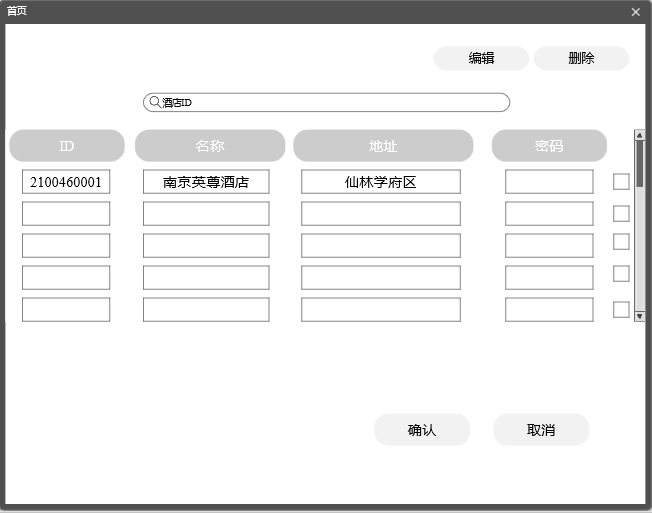 首页
编辑 删除
酒店ID
ID 名称 地址 密码
2100460001 南京英尊酒店 仙林学府区
确认 取消